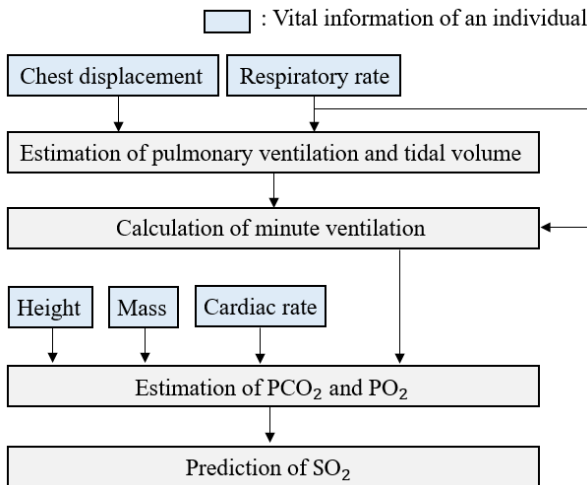 : Vital information of an individual
Chest displacement
Respiratory rate
Estimation of pulmonary ventilation and tidal volume
Calculation of minute ventilation
Height
Mass
Cardiac rate
Estimation of PCO₂ and PO₂
Prediction of SO₂